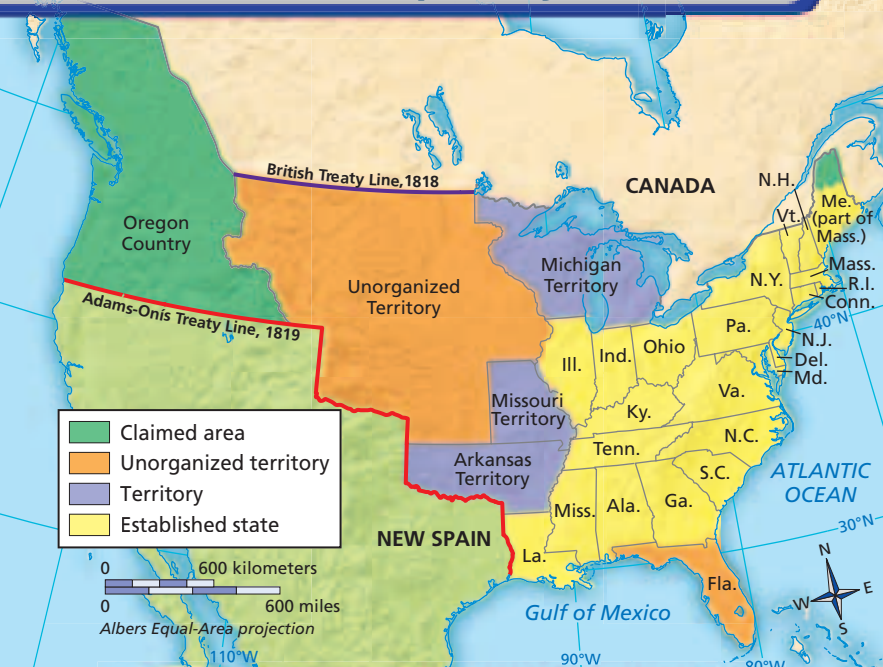 British Treaty Line, 1818
CANADA
N.H.
Vt.
Me.
(part of
Mass.)
Oregon
Country
Unorganized
Territory
Michigan
Territory
Mass.
N.Y.
R.I.
Conn.
Adams-Onís Treaty Line, 1819
40°N
Pa.
N.J.
Ill.
Ind.
Ohio
Del.
Md.
Missouri
Territory
Va.
Ky.
Claimed area
Unorganized territory
Territory
Established state
N.C.
Tenn.
Arkansas
Territory
S.C.
ATLANTIC
OCEAN
Miss.
Ala.
Ga.
NEW SPAIN
30°N
La.
N
0 600 kilometers
0 600 miles
Albers Equal-Area projection
Fla.
W
E
S
Gulf of Mexico
110°W
90°W
80°W